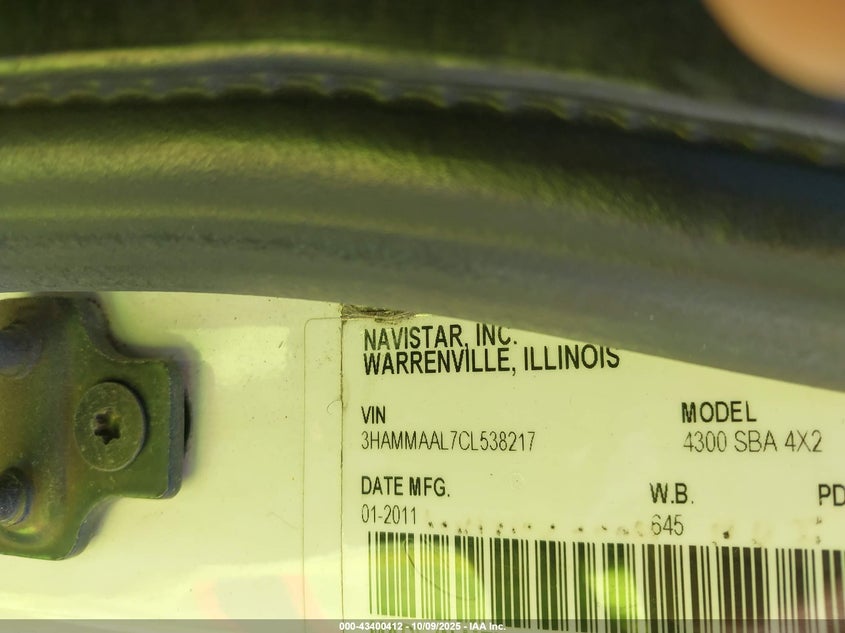 NAVISTAR, INC.
WARRENVILLE, ILLINOIS
VIN
3HAMMAAL7CL538217
MODEL
4300 SBA 4X2
DATE MFG.
01-2011
W.B.
645
PD
000-43400412 - 10/09/2025 - IAA Inc.